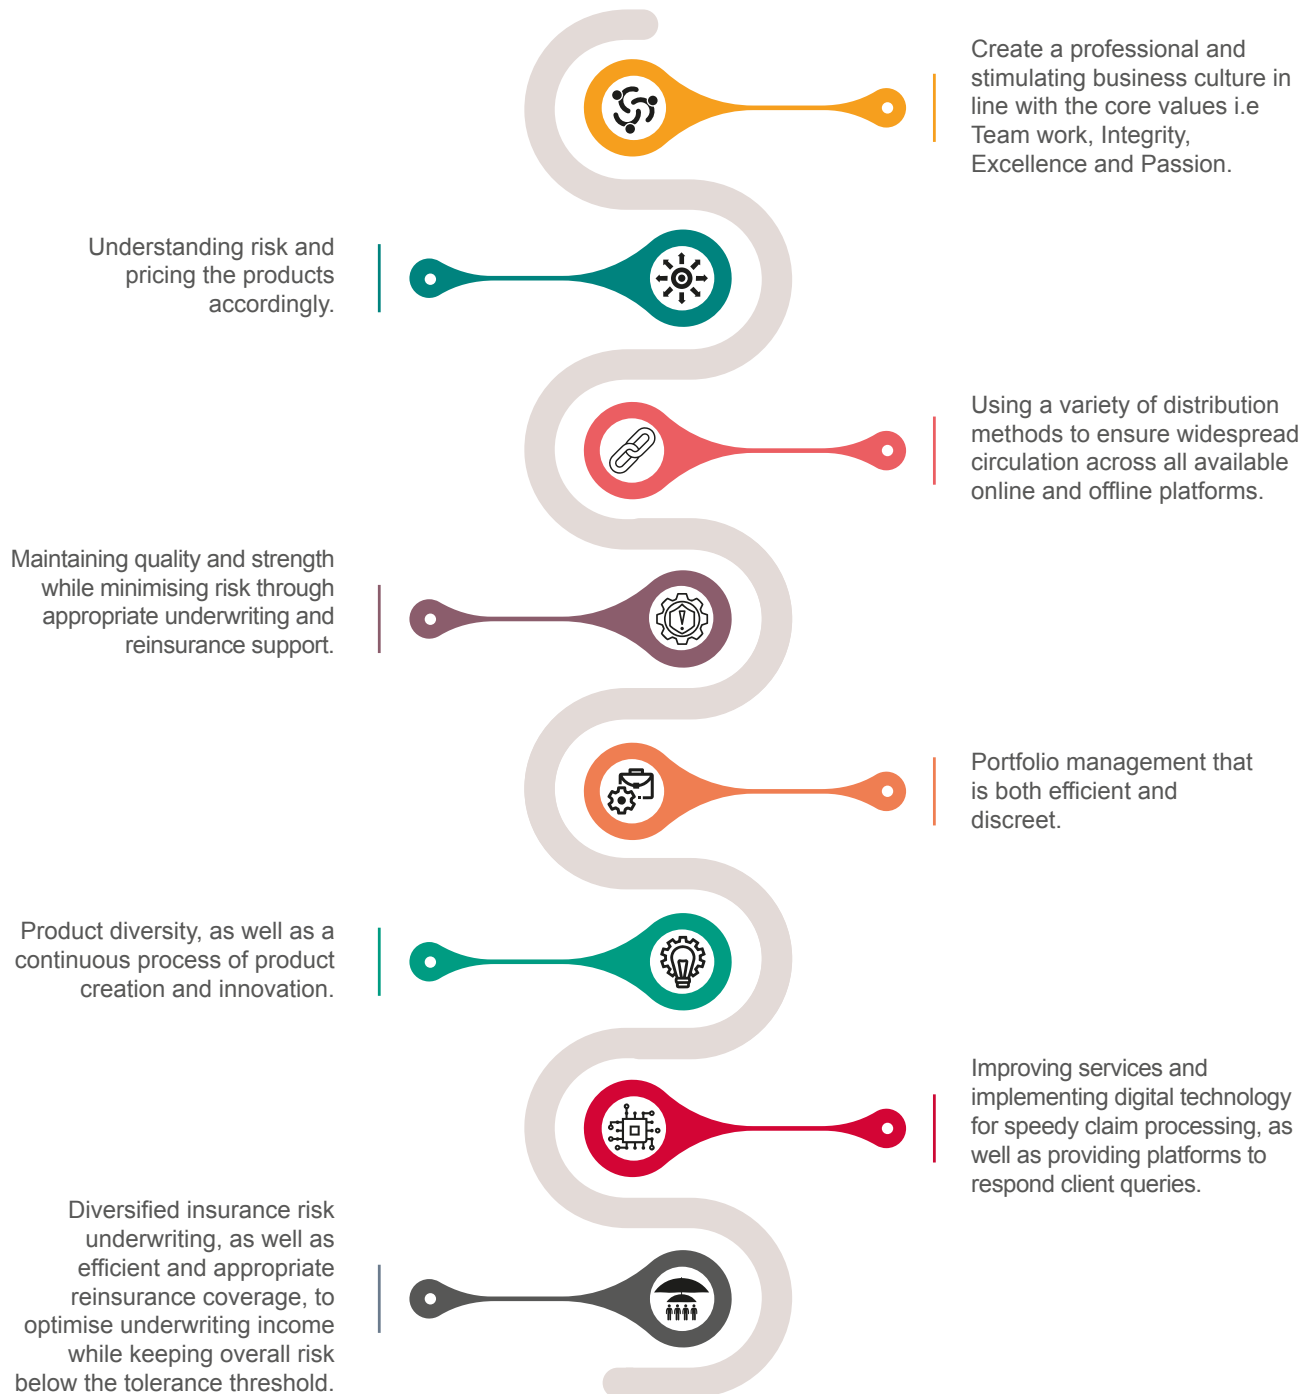 Create a professional and
stimulating business culture in
line with the core values i.e
Team work, Integrity,
Excellence and Passion.
Understanding risk and
pricing the products
accordingly.
Using a variety of distribution
methods to ensure widespread
circulation across all available
online and offline platforms.
Maintaining quality and strength
while minimising risk through
appropriate underwriting and
reinsurance support.
Portfolio management that
is both efficient and
discreet.
Product diversity, as well as a
continuous process of product
creation and innovation.
Improving services and
implementing digital technology
for speedy claim processing, as
well as providing platforms to
respond client queries.
Diversified insurance risk
underwriting, as well as
efficient and appropriate
reinsurance coverage, to
optimise underwriting income
while keeping overall risk
below the tolerance threshold.